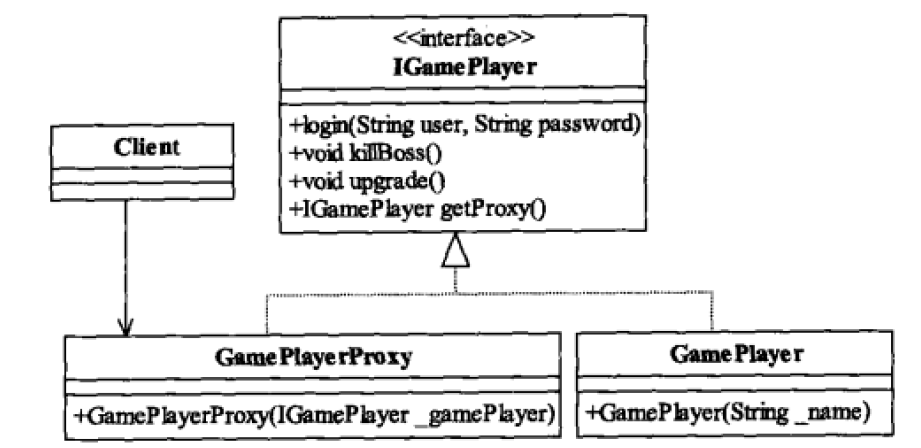 <<interface>>
IGamePlayer
+login(String user, String password)
+void killBoss()
+void upgrade()
+IGamePlayer getProxy()
Client
GamePlayerProxy
+GamePlayerProxy(IGamePlayer _gamePlayer)
GamePlayer
+GamePlayer(String _name)